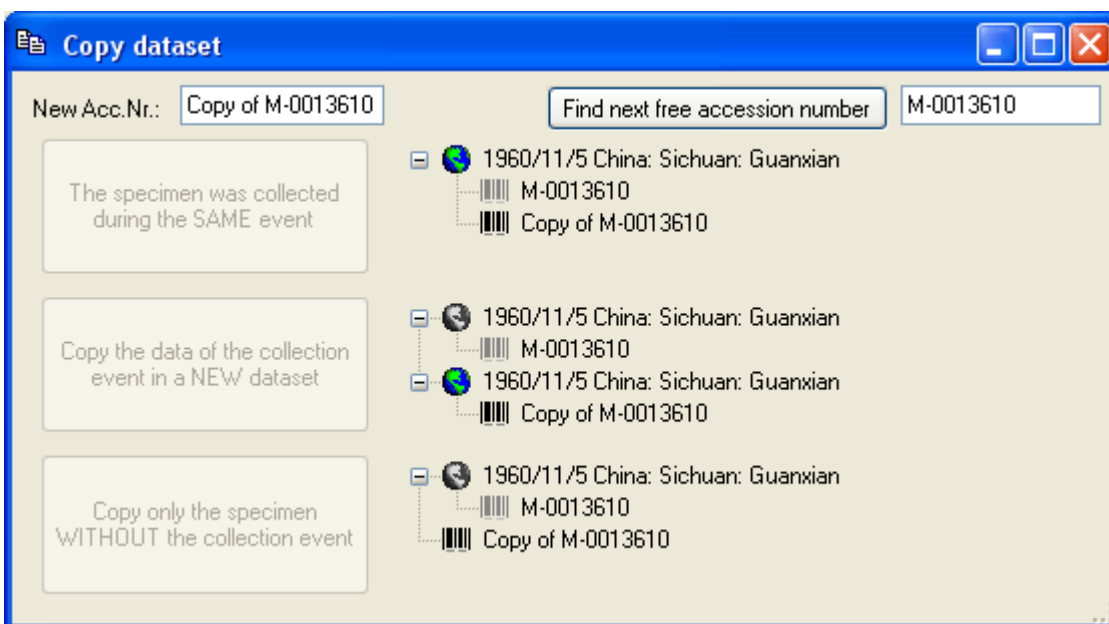 Copy dataset
New Acc.Nr.: Copy of M-0013610 Find next free accession number M-0013610
The specimen was collected
during the SAME event
1960/11/5 China: Sichuan: Guanxian
M-0013610
Copy of M-0013610
Copy the data of the collection
event in a NEW dataset
1960/11/5 China: Sichuan: Guanxian
M-0013610
1960/11/5 China: Sichuan: Guanxian
Copy of M-0013610
Copy only the specimen
WITHOUT the collection event
1960/11/5 China: Sichuan: Guanxian
M-0013610
Copy of M-0013610